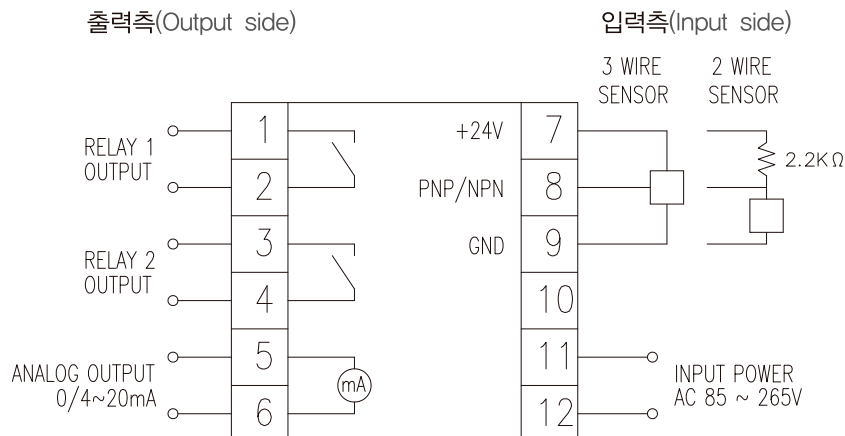 출력측(Output side)
입력측(Input side)
3 WIRE
SENSOR
2 WIRE
SENSOR
RELAY 1
OUTPUT
1
2
RELAY 2
OUTPUT
3
4
ANALOG OUTPUT
0/4~20mA
5
6
mA
+24V
7
PNP/NPN
8
GND
9
10
11
12
2.2KΩ
INPUT POWER
AC 85 ~ 265V